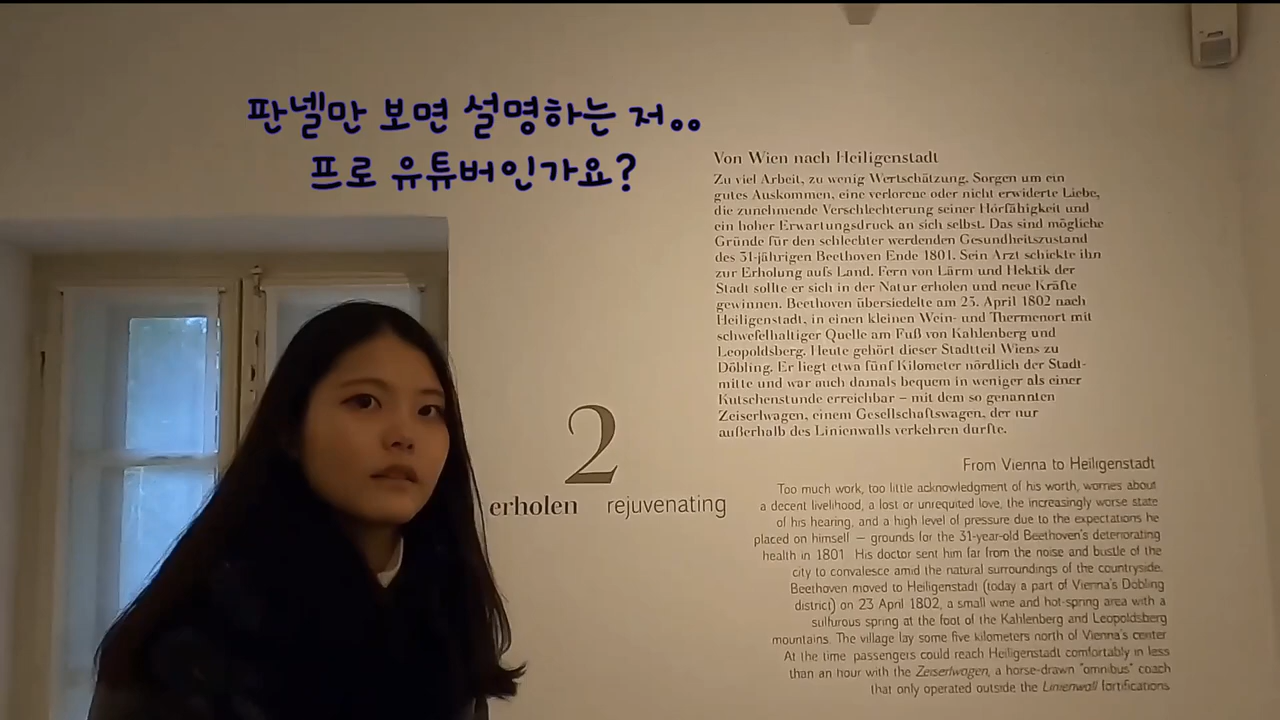 판넬만 보면 설명하는 저..
프로 유튜버인가요?
Von Wien nach Heiligenstadt
Zu viel Arbeit, zu wenig Wertschätzung. Sorgen um ein
gutes Auskommen, eine verlorene oder nicht erwiderte Liebe,
die zunehmende Verschlechterung seiner Hörfähigkeit und
ein hoher Erwartungsdruck an sich selbst. Das sind mögliche
Gründe für den schlechter werdenden Gesundheitszustand
des 31-jährigen Beethoven Ende 1801. Sein Arzt schickte ihn
zur Erholung aufs Land. Fern von Lärm und Hektik der
Stadt sollte er sich in der Natur erholen und neue Kräfte
gewinnen. Beethoven übersiedelte am 23. April 1802 nach
Heiligenstadt, in einen kleinen Wein- und Thermenort mit
schwefelhaltiger Quelle am Fuß von Kahlenberg und
Leopoldsberg. Heute gehört dieser Stadtteil Wiens zu
Döbling. Er liegt etwa fünf Kilometer nördlich der Stadt-
mitte und war auch damals bequem in weniger als einer
Kutschenstunde erreichbar – mit dem so genannten
Zeiserlwagen, einem Gesellschaftswagen, der nur
außerhalb des Linienwalls verkehren durfte.
2
erholen rejuvenating
From Vienna to Heiligenstadt
Too much work, too little acknowledgment of his worth, worries about
a decent livelihood, a lost or unrequited love, the increasingly worse state
of his hearing, and a high level of pressure due to the expectations he
placed on himself – grounds for the 31-year-old Beethoven's deteriorating
health in 1801. His doctor sent him far from the noise and bustle of the
city to convalesce amid the natural surroundings of the countryside.
Beethoven moved to Heiligenstadt (today a part of Vienna's Döbling
district) on 23 April 1802, a small wine and hot-spring area with a
sulfurous spring at the foot of the Kahlenberg and Leopoldsberg
mountains. The village lay some five kilometers north of Vienna's center.
At the time passengers could reach Heiligenstadt comfortably in less
than an hour with the Zeiserlwagen, a horse-drawn "omnibus" coach
that only operated outside the Linienwall fortifications